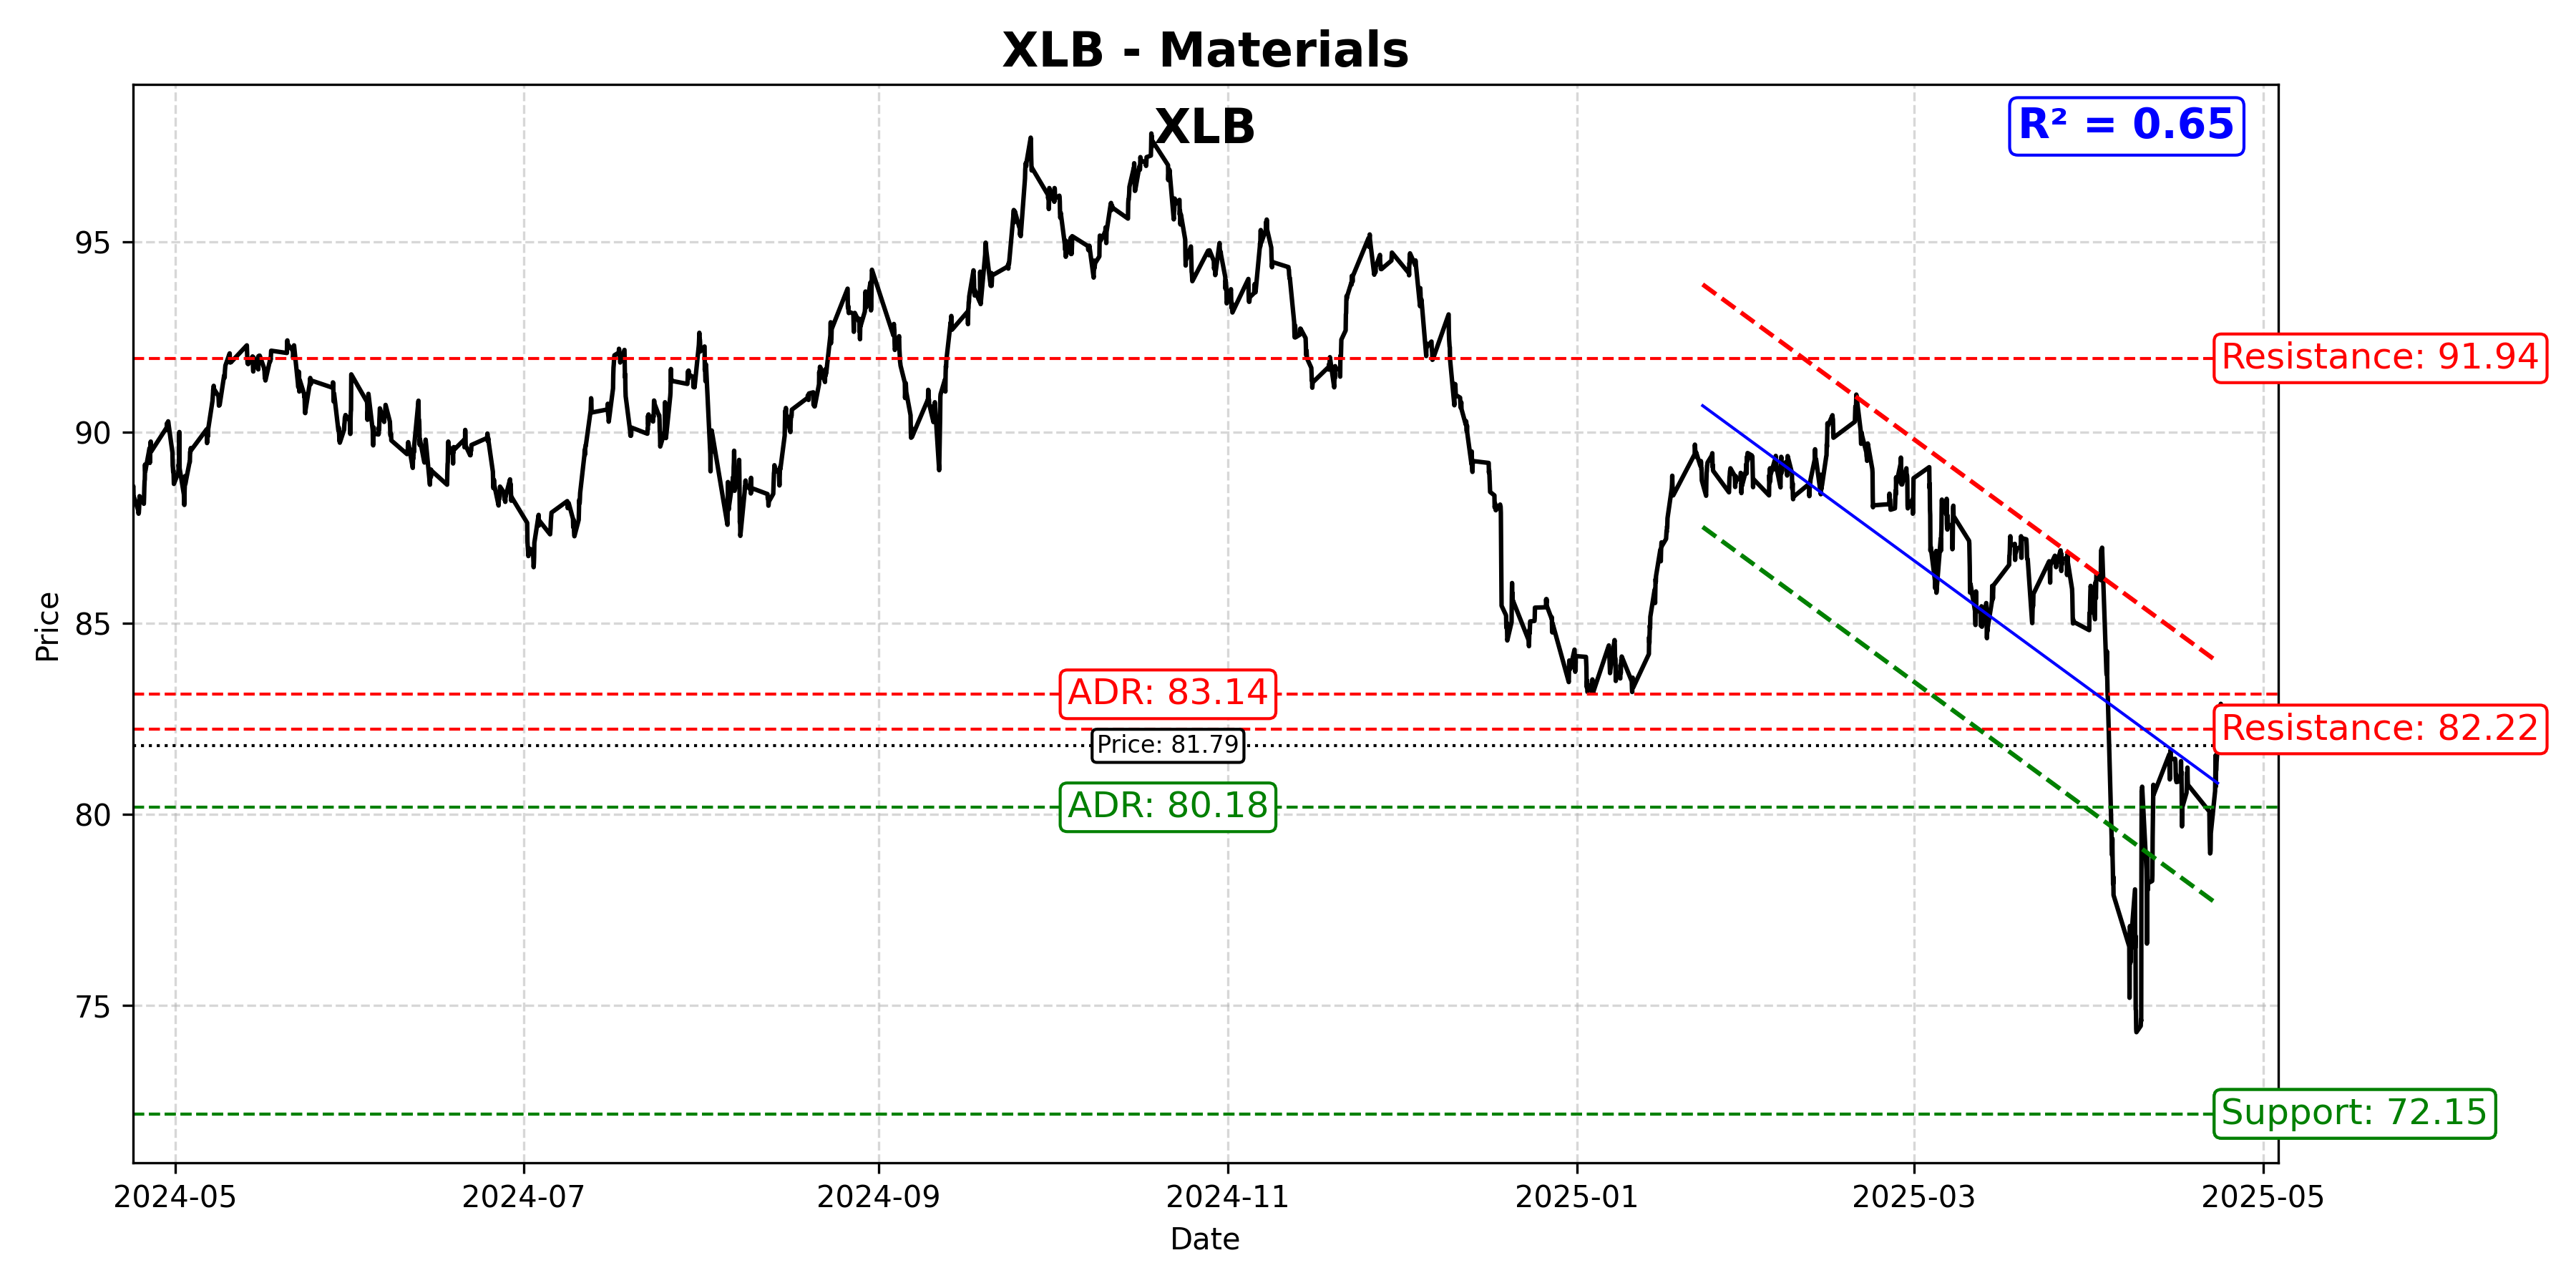 XLB - Materials
XLB
R² = 0.65
95
90
85
80
75
Price
Resistance: 91.94
ADR: 83.14
Resistance: 82.22
Price: 81.79
ADR: 80.18
Support: 72.15
2024-05
2024-07
2024-09
2024-11
2025-01
2025-03
2025-05
Date